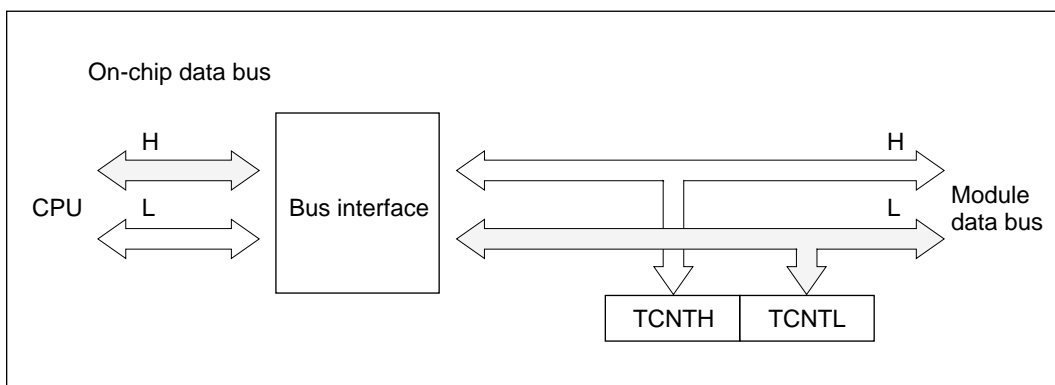 On-chip data bus
H
H
CPU
L
Bus interface
L
Module
data bus
TCNTH
TCNTL